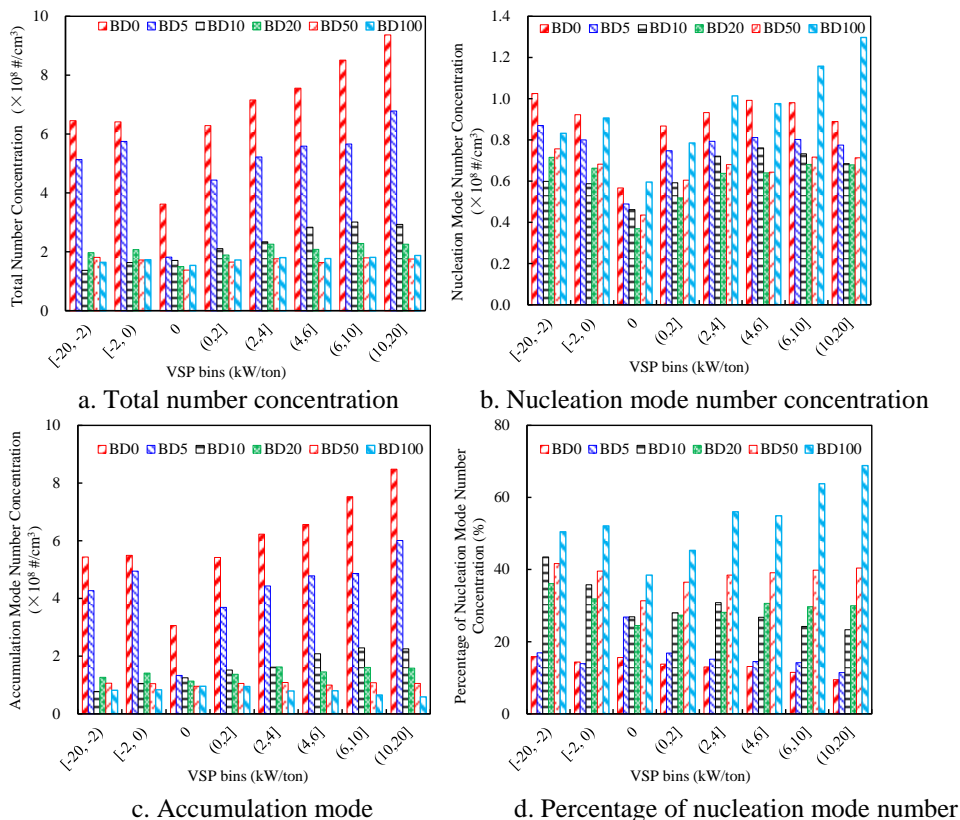 BD0 BD5 BD10 BD20 BD50 BD100
Total Number Concentration (×10⁸ #/cm³)
10
8
6
4
2
0
[-20, -2) [-2, 0) 0 (0,2] (2,4] (4,6] (6,10] (10,20]
VSP bins (kW/ton)
a. Total number concentration
BD0 BD5 BD10 BD20 BD50 BD100
Nucleation Mode Number Concentration
(×10⁸ #/cm³)
1.4
1.2
1.0
0.8
0.6
0.4
0.2
0.0
[-20, -2) [-2, 0) 0 (0,2] (2,4] (4,6] (6,10] (10,20]
VSP bins (kW/ton)
b. Nucleation mode number concentration
BD0 BD5 BD10 BD20 BD50 BD100
Accumulation Mode Number Concentration
(×10⁸ #/cm3)
10
8
6
4
2
0
[-20, -2) [-2, 0) 0 (0,2] (2,4] (4,6] (6,10] (10,20]
VSP bins (kW/ton)
c. Accumulation mode
BD0 BD5 BD10 BD20 BD50 BD100
Percentage of Nucleation Mode Number
Concentration (%)
80
60
40
20
0
[-20, -2) [-2, 0) 0 (0,2] (2,4] (4,6] (6,10] (10,20]
VSP bins (kW/ton)
d. Percentage of nucleation mode number